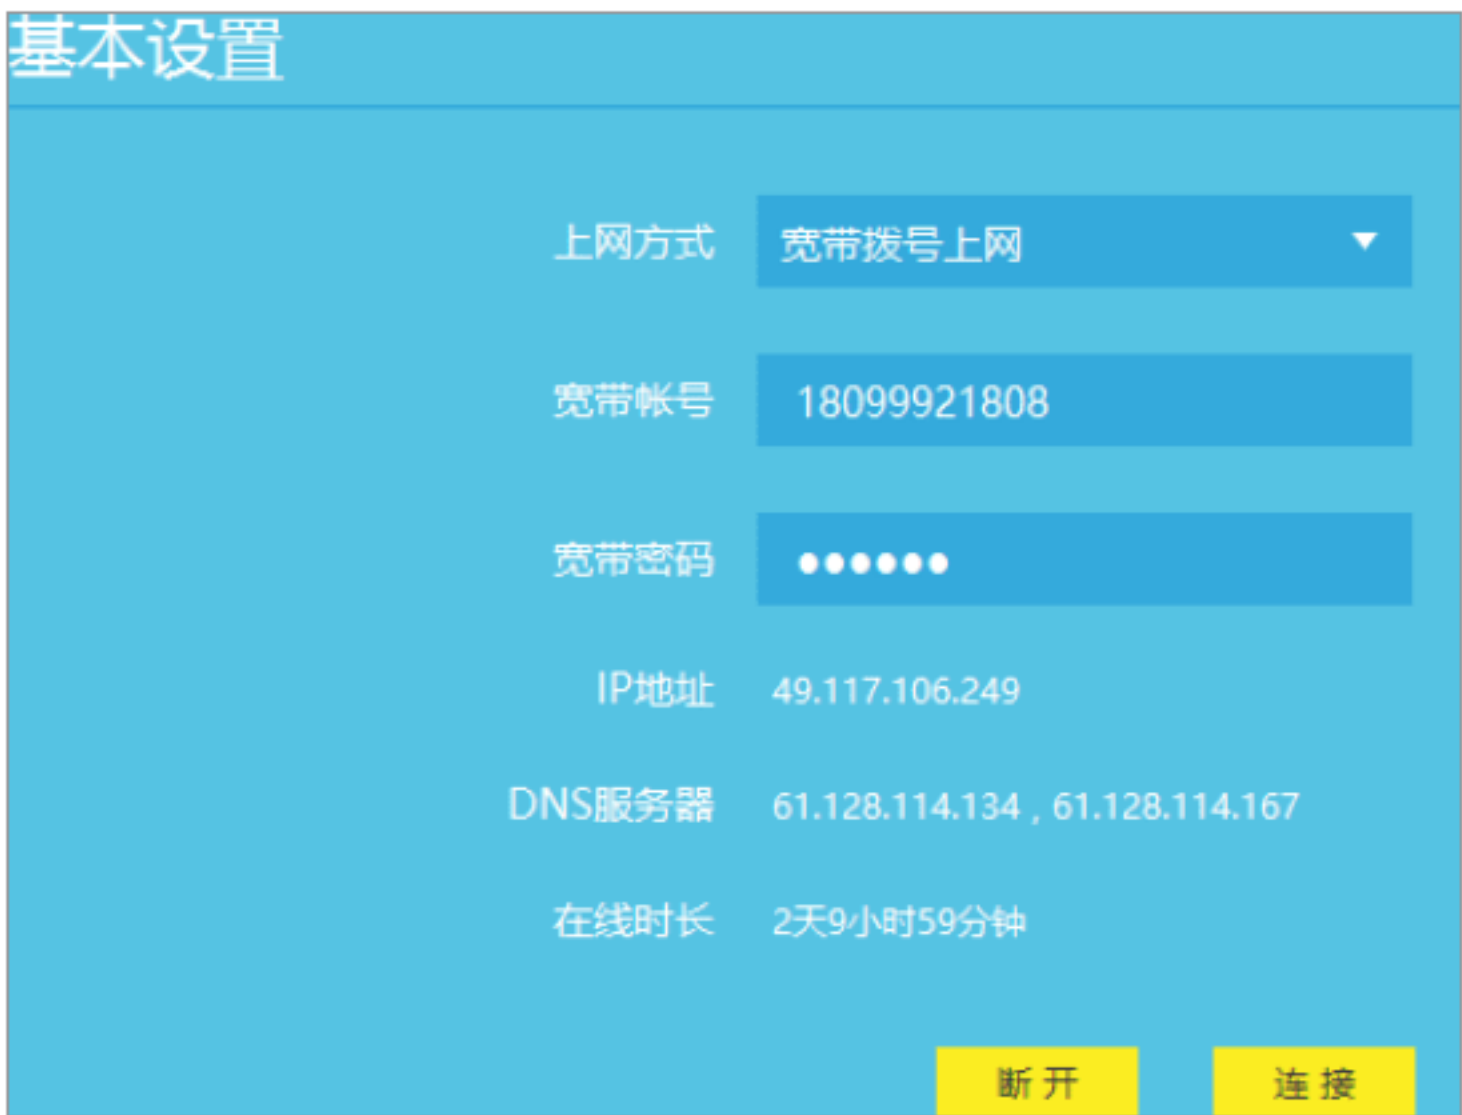 基本设置
上网方式 宽带拨号上网
宽带帐号 18099921808
宽带密码 ●●●●●●
IP地址 49.117.106.249
DNS服务器 61.128.114.134 , 61.128.114.167
在线时长 2天9小时59分钟
断开 连接